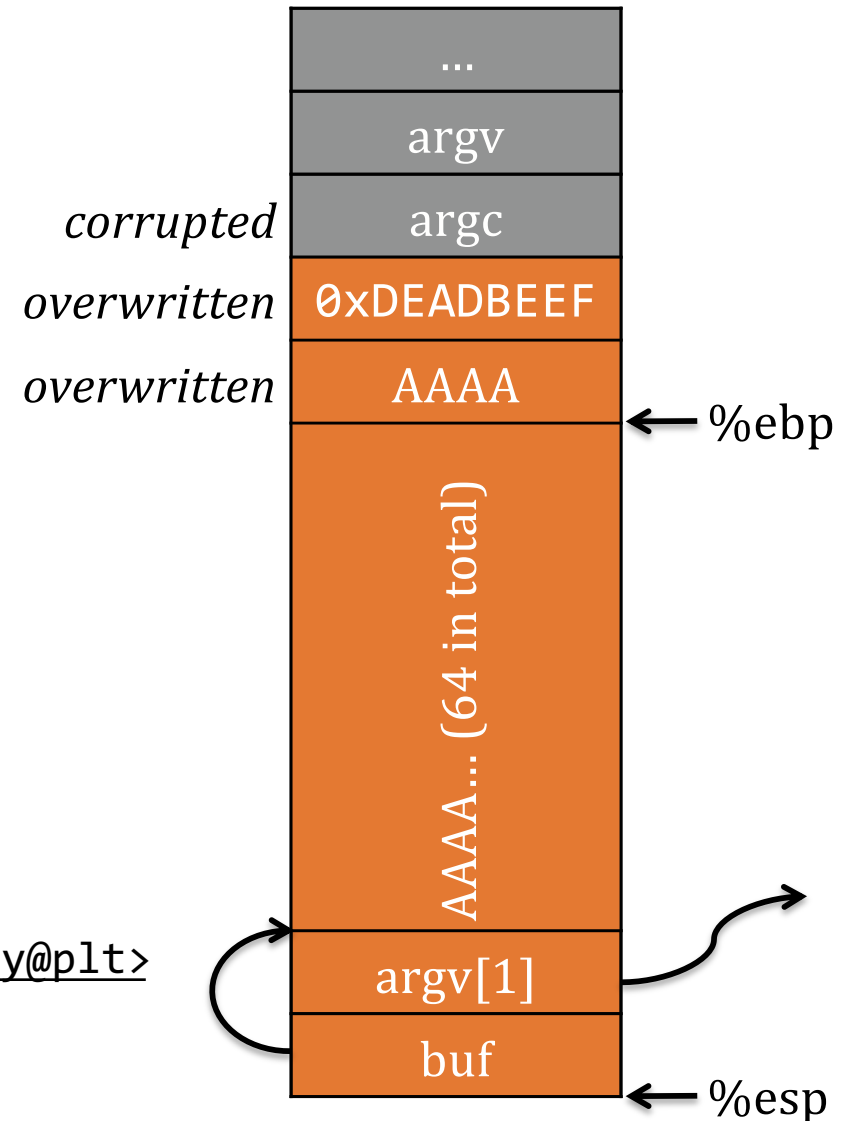 …
argv
corrupted argc
overwritten 0xDEADBEEF
overwritten AAAA
%ebp
AAAA… (64 in total)
y@plt>
argv[1]
buf
%esp